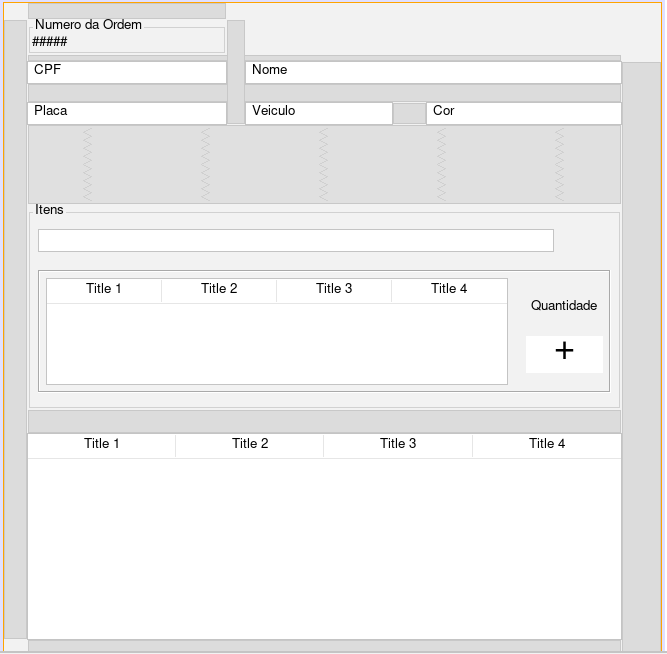 Numero da Ordem
#####
CPF Nome
Placa Veiculo Cor
Itens
Title 1 Title 2 Title 3 Title 4
Quantidade
+
Title 1 Title 2 Title 3 Title 4